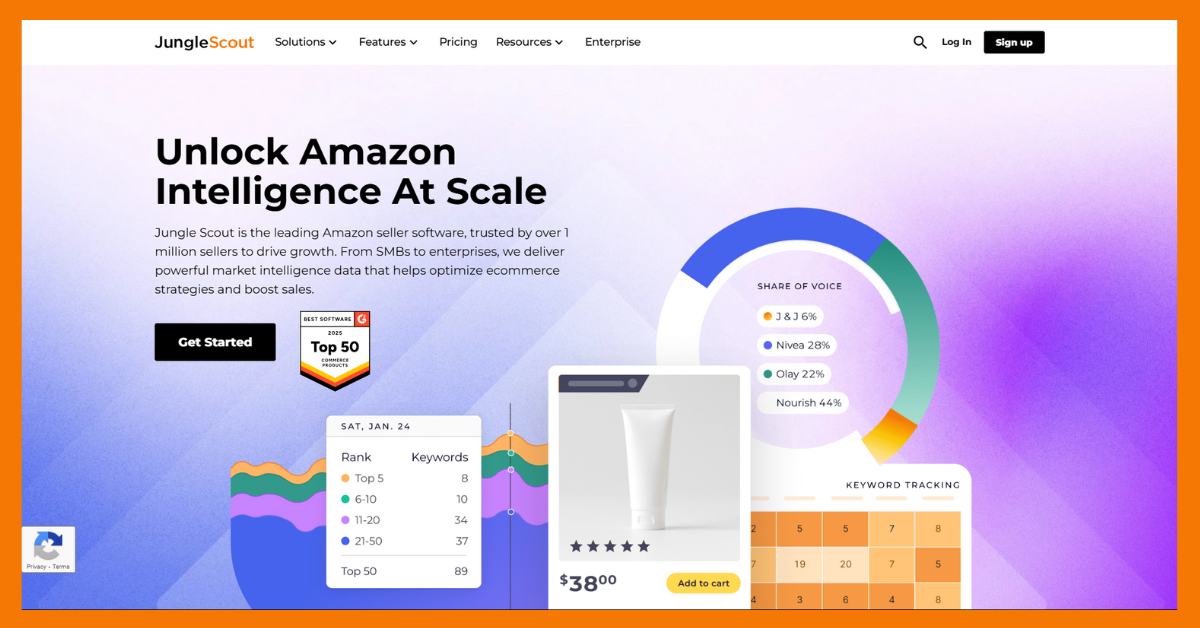 JungleScout
Solutions
Features
Pricing
Resources
Enterprise
Log In
Sign up
Unlock Amazon
Intelligence At Scale
Jungle Scout is the leading Amazon seller software, trusted by over 1
million sellers to drive growth. From SMBs to enterprises, we deliver
powerful market intelligence data that helps optimize ecommerce
strategies and boost sales.
Get Started
BEST SOFTWARE
2025
Top 50
COMMERCE
PRODUCTS
SHARE OF VOICE
J & J 6%
Nivea 28%
Olay 22%
Nourish 44%
SAT, JAN. 24
Rank Keywords
Top 5 8
6-10 10
11-20 34
21-50 37
Top 50 89
$3800
Add to cart
KEYWORD TRACKING
2 5 5 7 8
7 19 20 7 5
4 3 6 4 8
Privacy - Terms